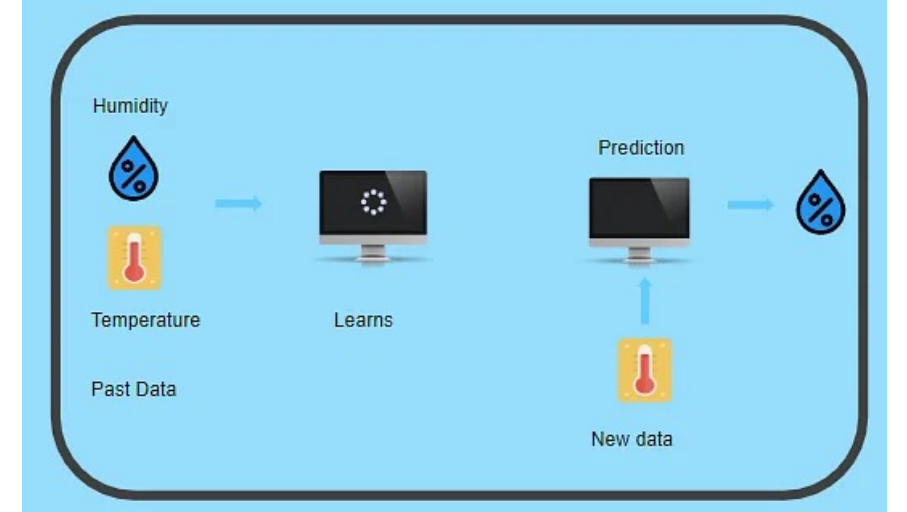 Humidity
%
Temperature
Past Data
Learns
Prediction
%
New data